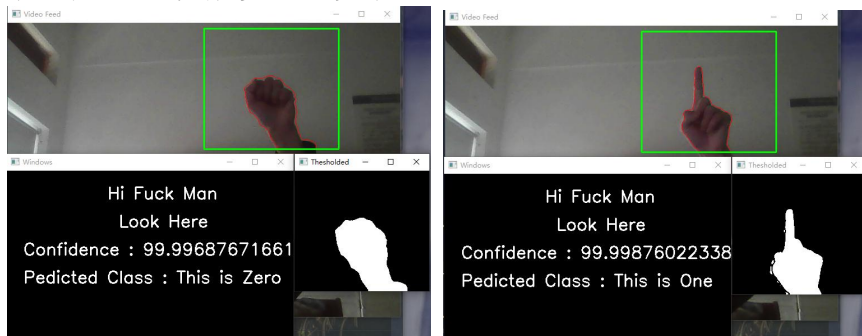 Video Feed
Windows
Thesholded
Hi Fuck Man
Look Here
Confidence : 99.99687671661
Pedicted Class : This is Zero
Video Feed
Windows
Thesholded
Hi Fuck Man
Look Here
Confidence : 99.99876022338
Pedicted Class : This is One